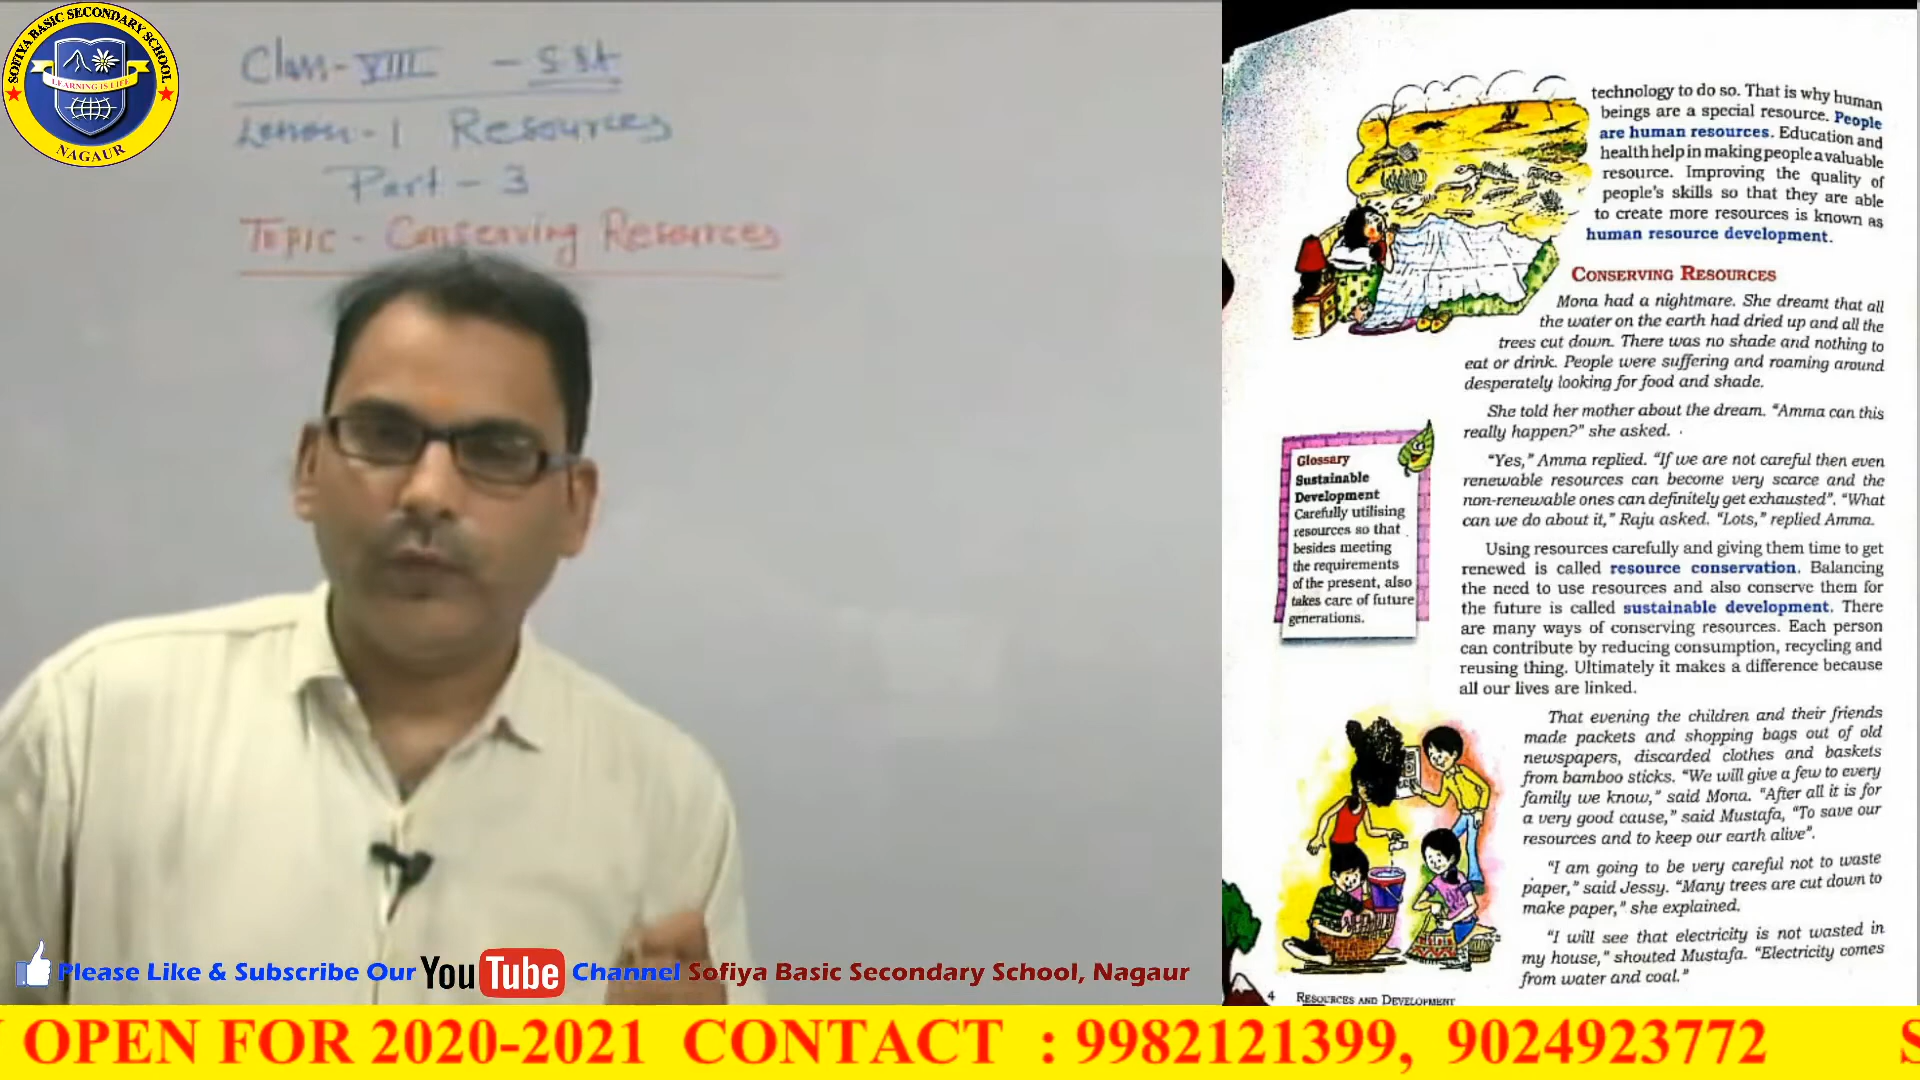 SOFIYA BASIC SECONDARY SCHOOL
LEARNING IS LIFE
NAGAUR
Class-VIII - SST
Lesson-1 Resources
Part-3
Topic - Conserving Resources
technology to do so. That is why human
beings are a special resource. People
are human resources. Education and
health help in making people a valuable
resource. Improving the quality of
people's skills so that they are able
to create more resources is known as
human resource development.
CONSERVING RESOURCES
Mona had a nightmare. She dreamt that all
the water on the earth had dried up and all the
trees cut down. There was no shade and nothing to
eat or drink. People were suffering and roaming around
desperately looking for food and shade.
She told her mother about the dream. “Amma can this
really happen?” she asked.
“Yes,” Amma replied. “If we are not careful then even
renewable resources can become very scarce and the
non-renewable ones can definitely get exhausted”. “What
can we do about it,” Raju asked. “Lots,” replied Amma.
Glossary
Sustainable
Development
Carefully utilising
resources so that
besides meeting
the requirements
of the present, also
takes care of future
generations.
Using resources carefully and giving them time to get
renewed is called resource conservation. Balancing
the need to use resources and also conserve them for
the future is called sustainable development. There
are many ways of conserving resources. Each person
can contribute by reducing consumption, recycling and
reusing thing. Ultimately it makes a difference because
all our lives are linked.
That evening the children and their friends
made packets and shopping bags out of old
newspapers, discarded clothes and baskets
from bamboo sticks. “We will give a few to every
family we know,” said Mona. “After all it is for
a very good cause,” said Mustafa, “To save our
resources and to keep our earth alive”.
“I am going to be very careful not to waste
paper,” said Jessy. “Many trees are cut down to
make paper,” she explained.
“I will see that electricity is not wasted in
my house,” shouted Mustafa. “Electricity comes
from water and coal.”
4 RESOURCES AND DEVELOPMENT
Please Like & Subscribe Our YouTube Channel Sofiya Basic Secondary School, Nagaur
OPEN FOR 2020-2021 CONTACT : 9982121399, 9024923772 S